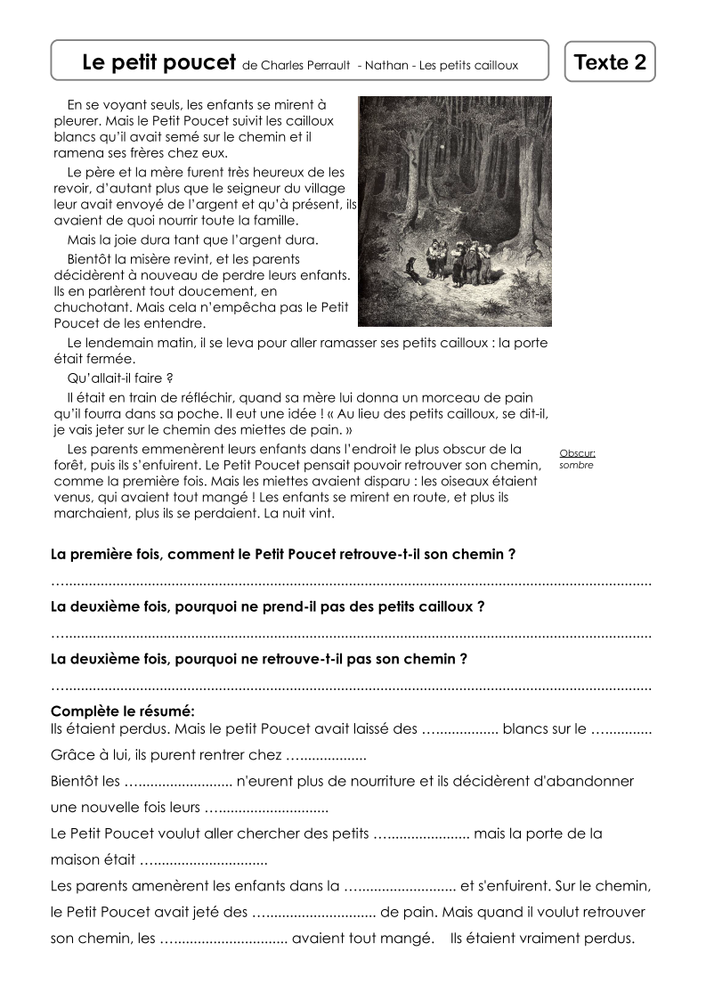 Le petit poucet de Charles Perrault - Nathan - Les petits cailloux
Texte 2
En se voyant seuls, les enfants se mirent à
pleurer. Mais le Petit Poucet suivit les cailloux
blancs qu'il avait semé sur le chemin et il
ramena ses frères chez eux.
Le père et la mère furent très heureux de les
revoir, d'autant plus que le seigneur du village
leur avait envoyé de l'argent et qu'à présent, ils
avaient de quoi nourrir toute la famille.
Mais la joie dura tant que l'argent dura.
Bientôt la misère revint, et les parents
décidèrent à nouveau de perdre leurs enfants.
Ils en parlèrent tout doucement, en
chuchotant. Mais cela n'empêcha pas le Petit
Poucet de les entendre.
Le lendemain matin, il se leva pour aller ramasser ses petits cailloux : la porte
était fermée.
Qu'allait-il faire ?
Il était en train de réfléchir, quand sa mère lui donna un morceau de pain
qu'il fourra dans sa poche. Il eut une idée ! « Au lieu des petits cailloux, se dit-il,
je vais jeter sur le chemin des miettes de pain. »
Les parents emmenèrent leurs enfants dans l'endroit le plus obscur de la
forêt, puis ils s'enfuirent. Le Petit Poucet pensait pouvoir retrouver son chemin,
comme la première fois. Mais les miettes avaient disparu : les oiseaux étaient
venus, qui avaient tout mangé ! Les enfants se mirent en route, et plus ils
marchaient, plus ils se perdaient. La nuit vint.
Obscur:
sombre
La première fois, comment le Petit Poucet retrouve-t-il son chemin ?
…......................................................................................................................................................
La deuxième fois, pourquoi ne prend-il pas des petits cailloux ?
…......................................................................................................................................................
La deuxième fois, pourquoi ne retrouve-t-il pas son chemin ?
…......................................................................................................................................................
Complète le résumé:
Ils étaient perdus. Mais le petit Poucet avait laissé des …................ blancs sur le …............
Grâce à lui, ils purent rentrer chez ….................
Bientôt les …........................ n'eurent plus de nourriture et ils décidèrent d'abandonner
une nouvelle fois leurs …............................
Le Petit Poucet voulut aller chercher des petits …..................... mais la porte de la
maison était ….............................
Les parents amenèrent les enfants dans la …......................... et s'enfuirent. Sur le chemin,
le Petit Poucet avait jeté des …............................ de pain. Mais quand il voulut retrouver
son chemin, les ….............................. avaient tout mangé. Ils étaient vraiment perdus.